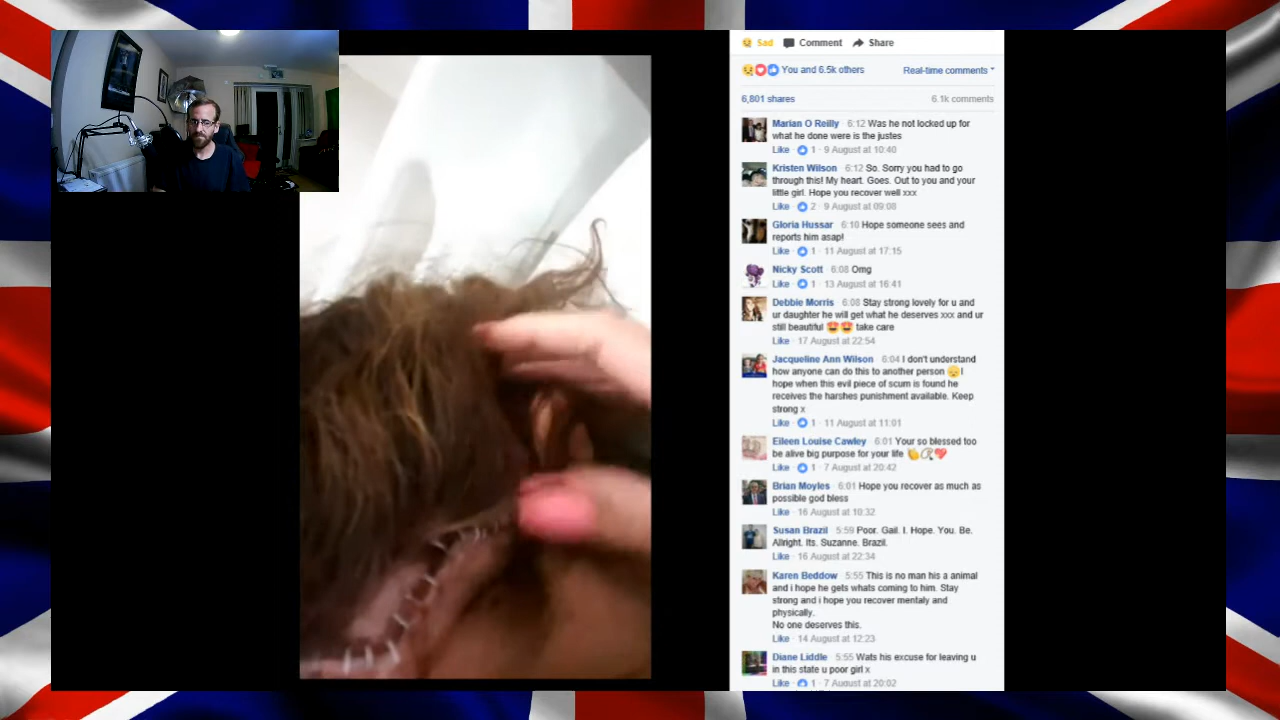 Sad Comment Share
You and 6.5k others Real-time comments
6,801 shares 6.1k comments
Marian O Reilly · 6:12 Was he not locked up for
what he done were is the justes
Like · 1 · 9 August at 10:40
Kristen Wilson · 6:12 So. Sorry you had to go
through this! My heart. Goes. Out to you and your
little girl. Hope you recover well xxx
Like · 2 · 9 August at 09:08
Gloria Hussar · 6:10 Hope someone sees and
reports him asap!
Like · 1 · 11 August at 17:15
Nicky Scott · 6:08 Omg
Like · 1 · 13 August at 16:41
Debbie Morris · 6:08 Stay strong lovely for u and
ur daughter he will get what he deserves xxx and ur
still beautiful 😍😍 take care
Like · 17 August at 22:54
Jacqueline Ann Wilson · 6:04 I don't understand
how anyone can do this to another person 😞 I
hope when this evil piece of scum is found he
receives the harshes punishment available. Keep
strong x
Like · 1 · 11 August at 11:01
Eileen Louise Cawley · 6:01 Your so blessed too
be alive big purpose for your life
Like · 1 · 7 August at 20:42
Brian Moyles · 6:01 Hope you recover as much as
possible god bless
Like · 16 August at 10:32
Susan Brazil · 5:59 Poor. Gail. I. Hope. You. Be.
Allright. Its. Suzanne. Brazil.
Like · 16 August at 22:34
Karen Beddow · 5:55 This is no man his a animal
and i hope he gets whats coming to him. Stay
strong and i hope you recover mentaly and
physically.
No one deserves this.
Like · 14 August at 12:23
Diane Liddle · 5:55 Wats his excuse for leaving u
in this state u poor girl x
Like · 1 · 7 August at 20:02